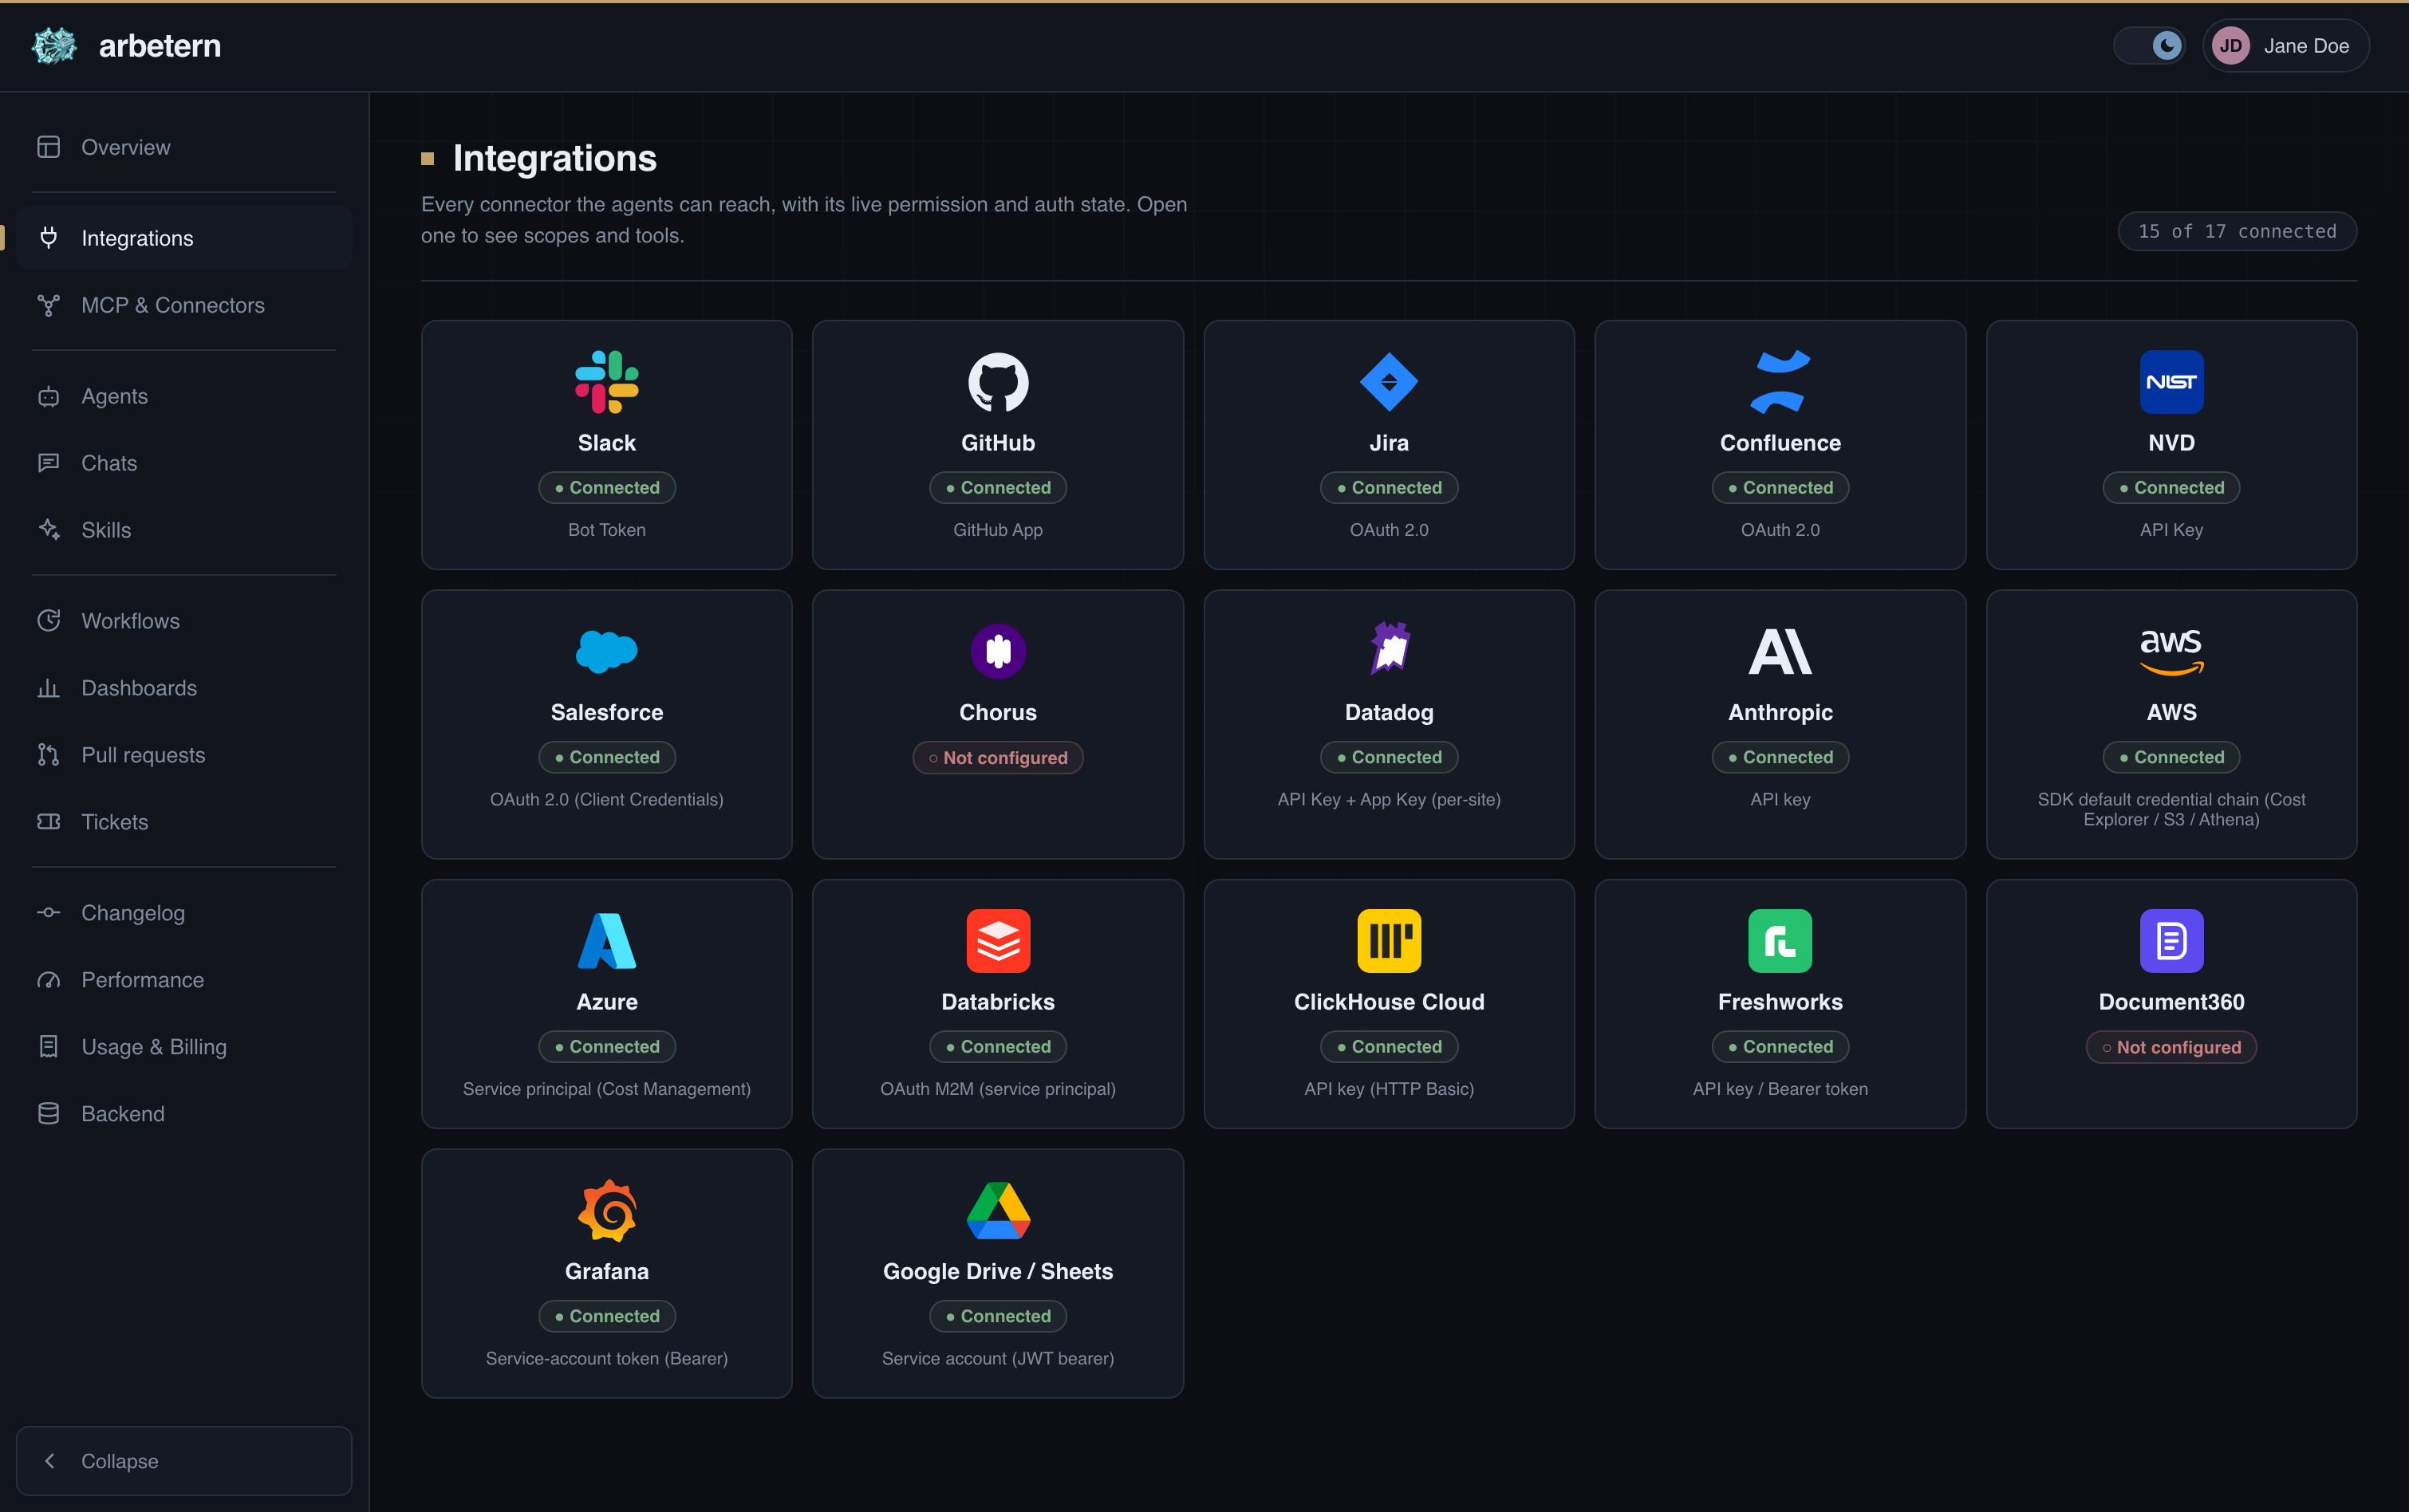 arbetern
JD Jane Doe
Overview
Integrations
MCP & Connectors
Agents
Chats
Skills
Workflows
Dashboards
Pull requests
Tickets
Changelog
Performance
Usage & Billing
Backend
Collapse
Integrations
Every connector the agents can reach, with its live permission and auth state. Open
one to see scopes and tools.
15 of 17 connected
Slack
Connected
Bot Token
GitHub
Connected
GitHub App
Jira
Connected
OAuth 2.0
Confluence
Connected
OAuth 2.0
NIST
NVD
Connected
API Key
Salesforce
Connected
OAuth 2.0 (Client Credentials)
Chorus
Not configured
Datadog
Connected
API Key + App Key (per-site)
Anthropic
Connected
API key
aws
AWS
Connected
SDK default credential chain (Cost
Explorer / S3 / Athena)
Azure
Connected
Service principal (Cost Management)
Databricks
Connected
OAuth M2M (service principal)
ClickHouse Cloud
Connected
API key (HTTP Basic)
Freshworks
Connected
API key / Bearer token
Document360
Not configured
Grafana
Connected
Service-account token (Bearer)
Google Drive / Sheets
Connected
Service account (JWT bearer)